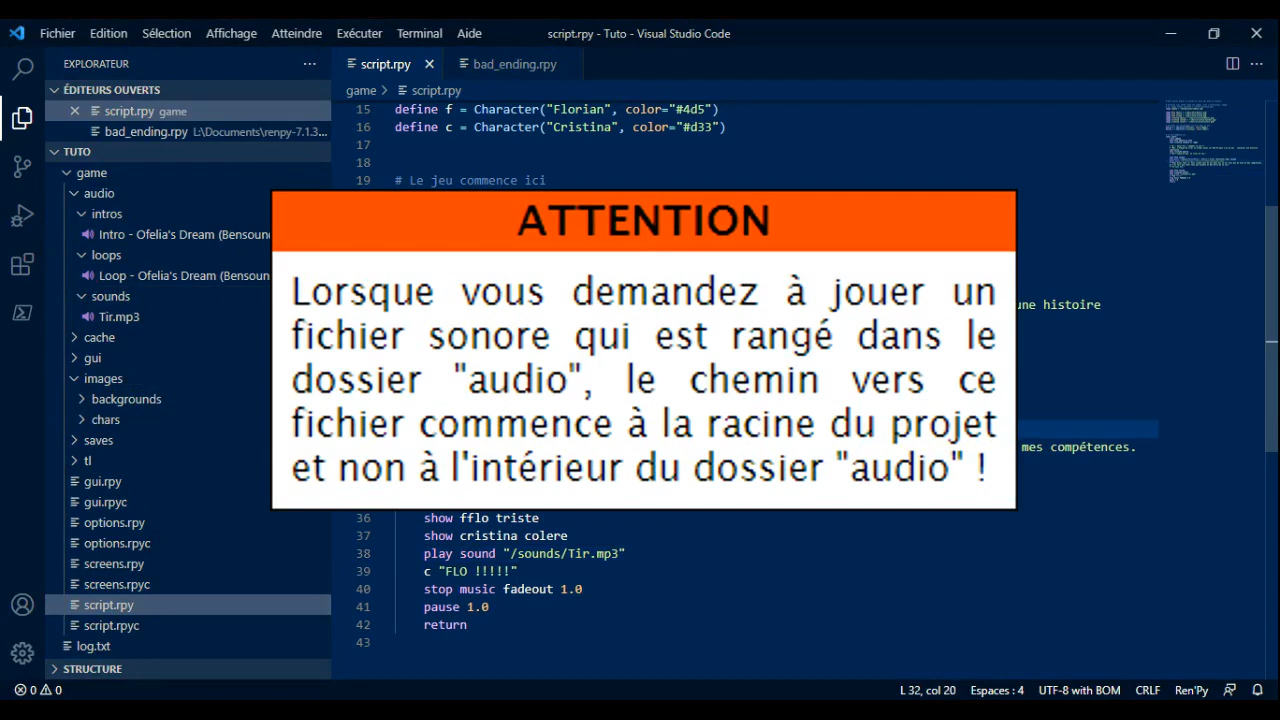 Fichier Edition Sélection Affichage Atteindre Exécuter Terminal Aide script.rpy - Tuto - Visual Studio Code
EXPLORATEUR
script.rpy
bad_ending.rpy
ÉDITEURS OUVERTS
game > script.rpy
script.rpy game
bad_ending.rpy L:\Documents\renpy-7.1.3...
TUTO
game
audio
intros
Intro - Ofelia's Dream (Bensound
loops
Loop - Ofelia's Dream (Bensoun
sounds
Tir.mp3
cache
gui
images
backgrounds
chars
saves
tl
gui.rpy
gui.rpyc
options.rpy
options.rpyc
screens.rpy
screens.rpyc
script.rpy
script.rpyc
log.txt
STRUCTURE
15 define f = Character("Florian", color="#4d5")
16 define c = Character("Cristina", color="#d33")
17
18
19 # Le jeu commence ici
ATTENTION
Lorsque vous demandez à jouer un
fichier sonore qui est rangé dans le
dossier "audio", le chemin vers ce
fichier commence à la racine du projet
et non à l'intérieur du dossier "audio" !
une histoire
mes compétences.
36 show fflo triste
37 show cristina colere
38 play sound "/sounds/Tir.mp3"
39 c "FLO !!!!!"
40 stop music fadeout 1.0
41 pause 1.0
42 return
43
0 0 L 32, col 20 Espaces : 4 UTF-8 with BOM CRLF Ren'Py